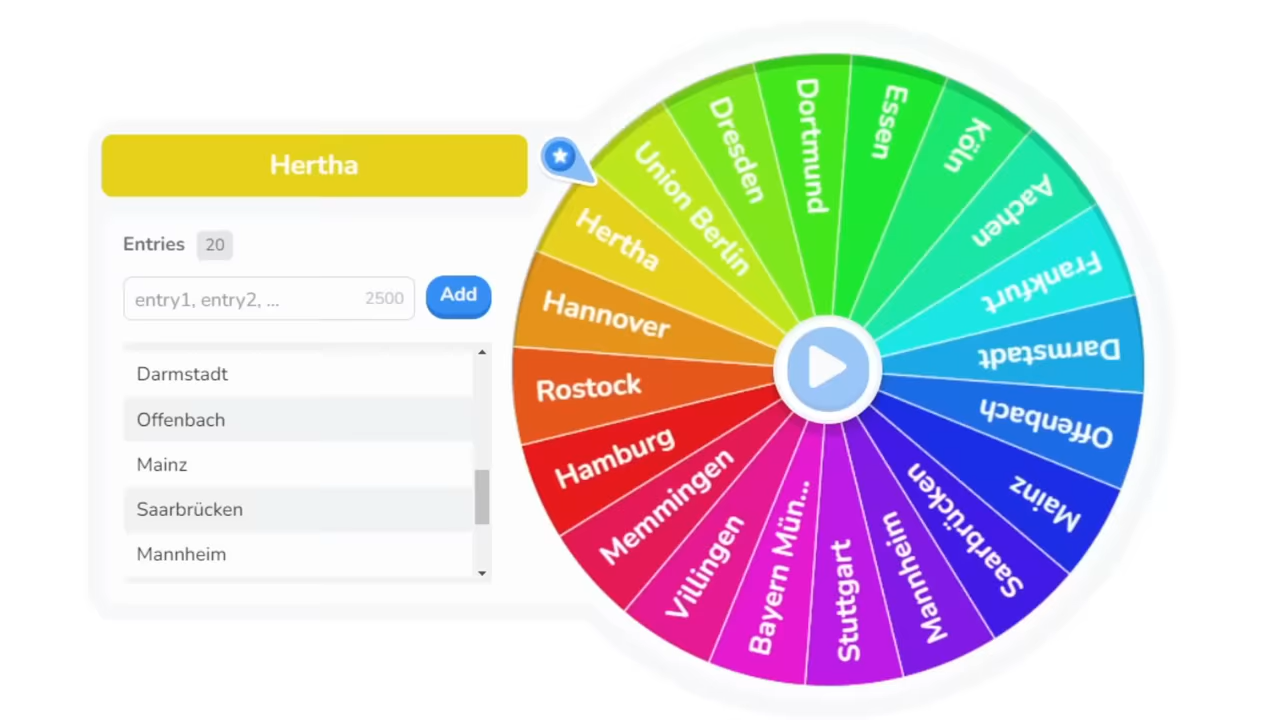 Hertha
Entries 20
entry1, entry2, ... 2500
Add
Darmstadt
Offenbach
Mainz
Saarbrücken
Mannheim
Hertha
Union Berlin
Dresden
Dortmund
Essen
Köln
Aachen
Frankfurt
Darmstadt
Offenbach
Mainz
Saarbrücken
Mannheim
Stuttgart
Bayern Mün...
Villingen
Memmingen
Hamburg
Rostock
Hannover